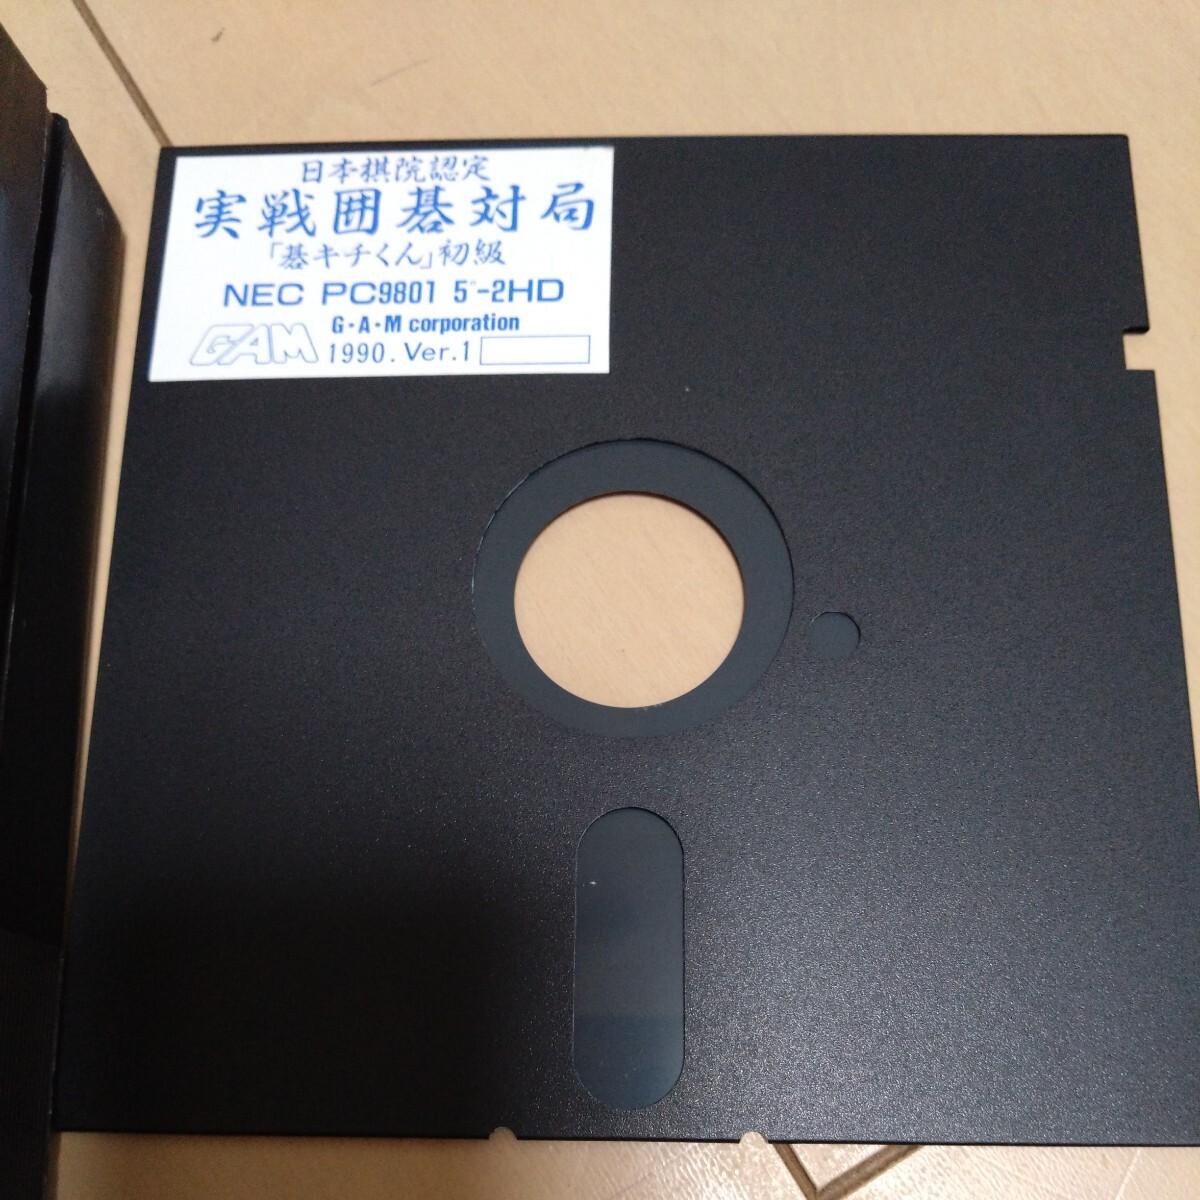 日本棋院認定
実戦囲碁対局
「碁キチくん」初級
NEC PC9801 5"-2HD
G・A・M corporation
GAM 1990. Ver.1